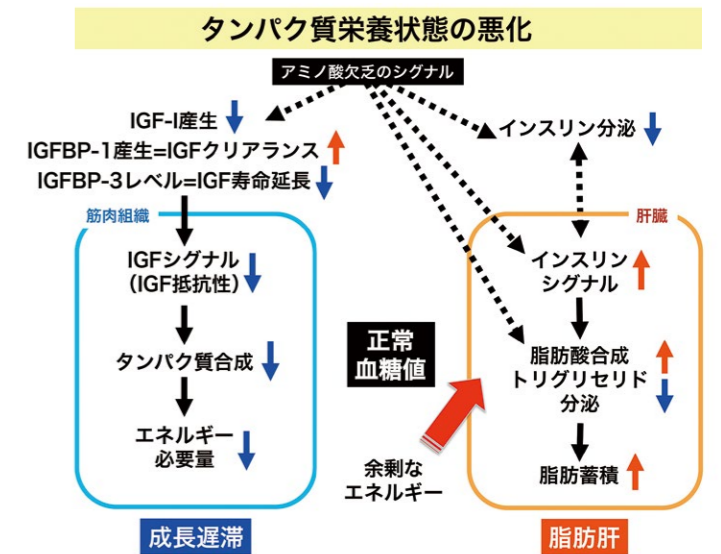 タンパク質栄養状態の悪化
アミノ酸欠乏のシグナル
IGF-I産生
IGFBP-1産生=IGFクリアランス
IGFBP-3レベル=IGF寿命延長
インスリン分泌
筋肉組織
肝臓
IGFシグナル
（IGF抵抗性）
インスリン
シグナル
タンパク質合成
正常
血糖値
脂肪酸合成
トリグリセリド
分泌
エネルギー
必要量
余剰な
エネルギー
脂肪蓄積
成長遅滞
脂肪肝